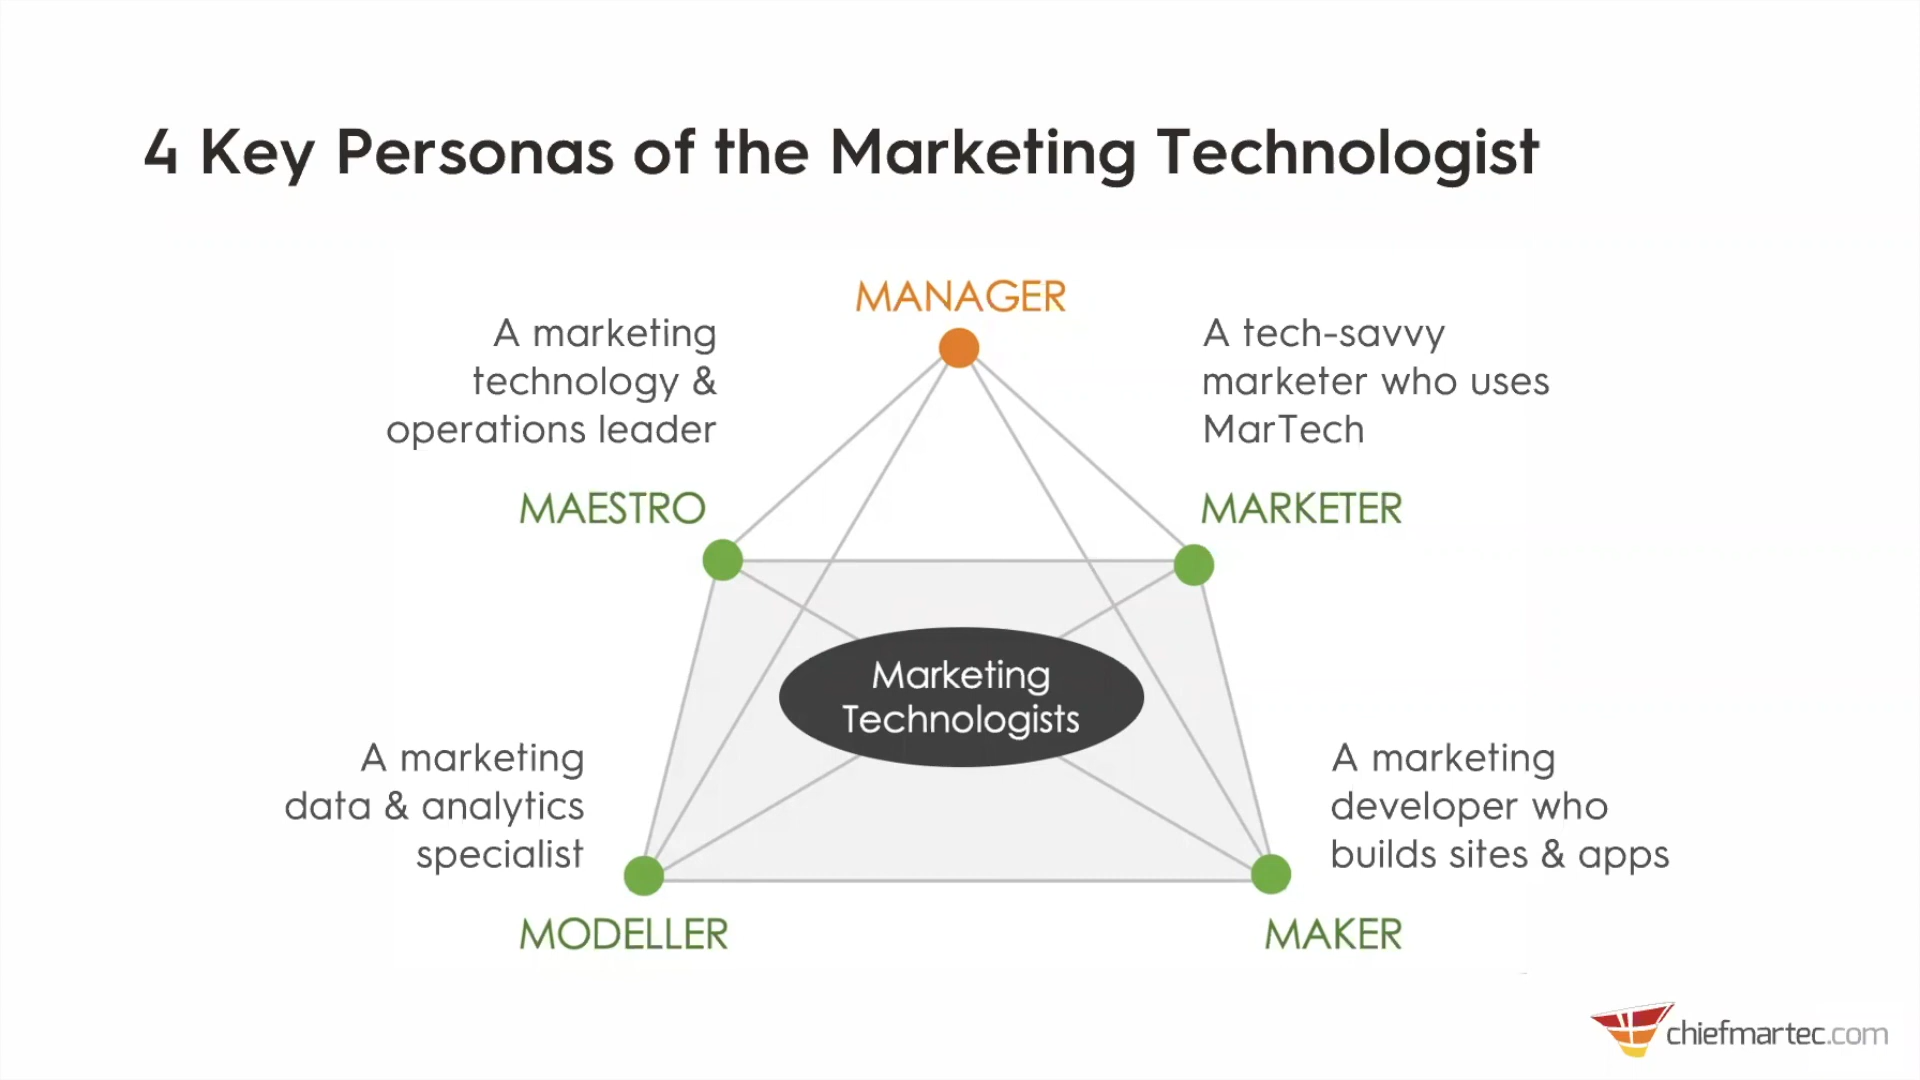 4 Key Personas of the Marketing Technologist
MANAGER
A marketing
technology &
operations leader
MAESTRO
A tech-savvy
marketer who uses
MarTech
MARKETER
Marketing
Technologists
A marketing
data & analytics
specialist
MODELLER
A marketing
developer who
builds sites & apps
MAKER
chiefmartec.com